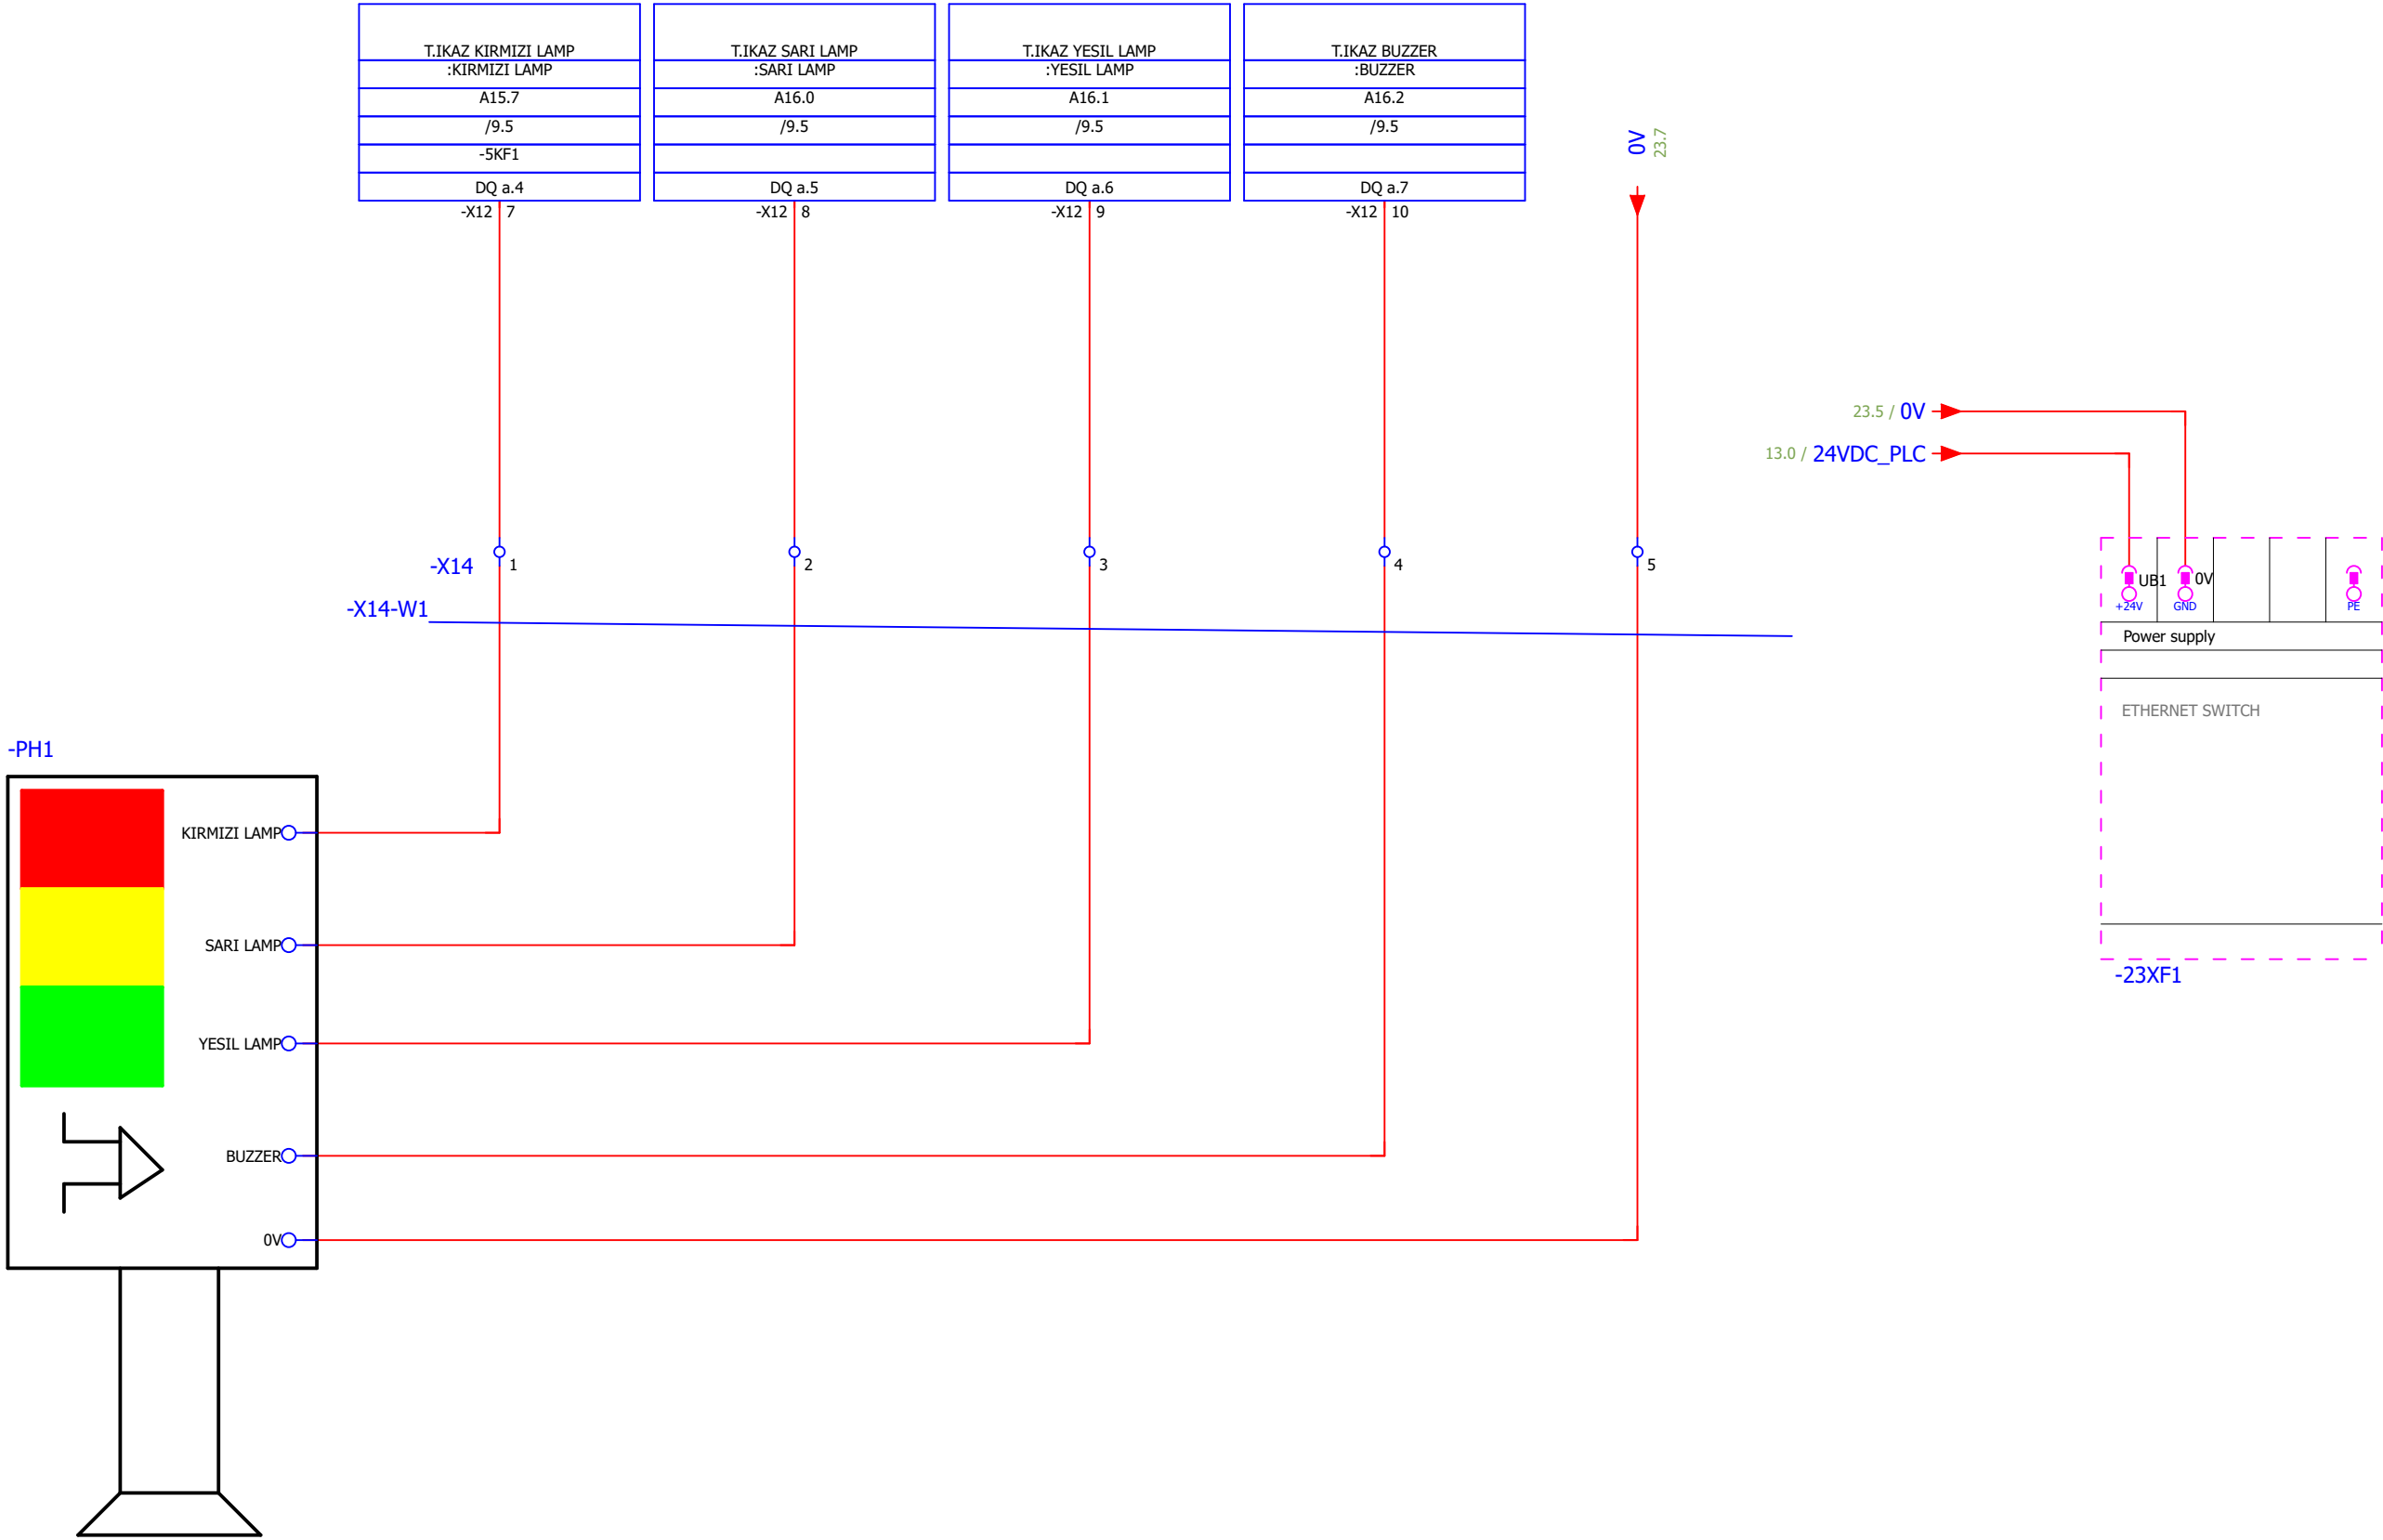 T.IKAZ KIRMIZI LAMP
:KIRMIZI LAMP
A15.7
/9.5
-5KF1
DQ a.4
-X12 7
T.IKAZ SARI LAMP
:SARI LAMP
A16.0
/9.5
DQ a.5
-X12 8
T.IKAZ YESIL LAMP
:YESIL LAMP
A16.1
/9.5
DQ a.6
-X12 9
T.IKAZ BUZZER
:BUZZER
A16.2
/9.5
DQ a.7
-X12 10
0V
23.7
23.5 / 0V
13.0 / 24VDC_PLC
-X14 1 2 3 4 5
-X14-W1
UB1 0V
+24V GND PE
Power supply
ETHERNET SWITCH
-23XF1
-PH1
KIRMIZI LAMP
SARI LAMP
YESIL LAMP
BUZZER
0V